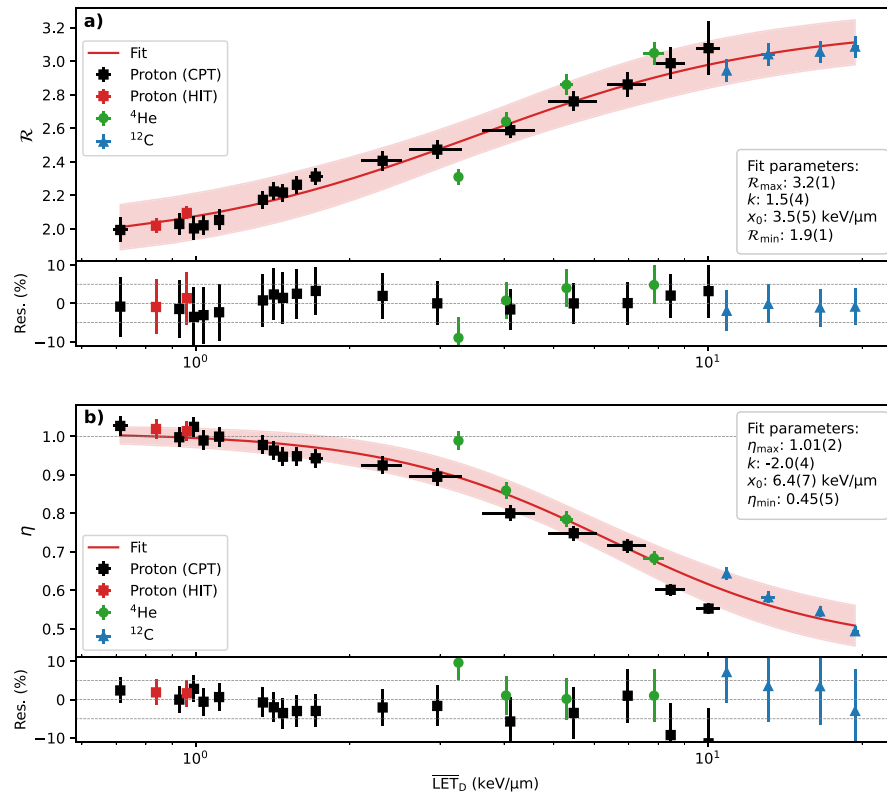 a)
3.2
3.0
2.8
2.6
2.4
2.2
2.0
ℛ
Fit
Proton (CPT)
Proton (HIT)
⁴He
¹²C
Fit parameters:
ℛmax: 3.2(1)
k: 1.5(4)
x₀: 3.5(5) keV/μm
ℛmin: 1.9(1)
10
0
−10
Res. (%)
10⁰
10¹
b)
1.0
0.9
0.8
0.7
0.6
0.5
η
Fit parameters:
ηmax: 1.01(2)
k: -2.0(4)
x₀: 6.4(7) keV/μm
ηmin: 0.45(5)
Fit
Proton (CPT)
Proton (HIT)
⁴He
¹²C
10
0
−10
Res. (%)
10⁰
10¹
L̅E̅T̅D (keV/μm)